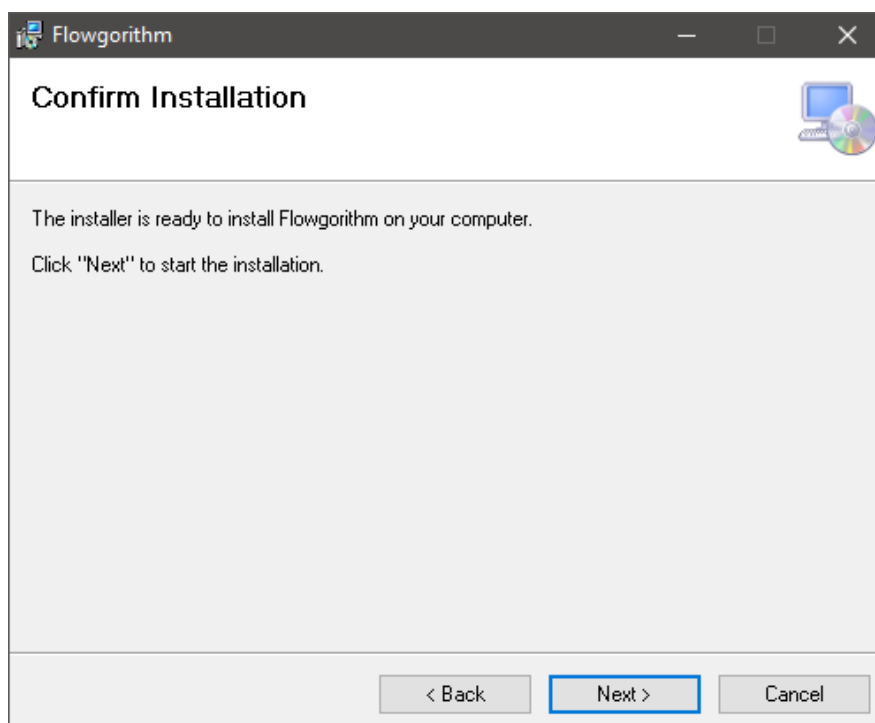 Flowgorithm
Confirm Installation
The installer is ready to install Flowgorithm on your computer.
Click "Next" to start the installation.
< Back
Next >
Cancel